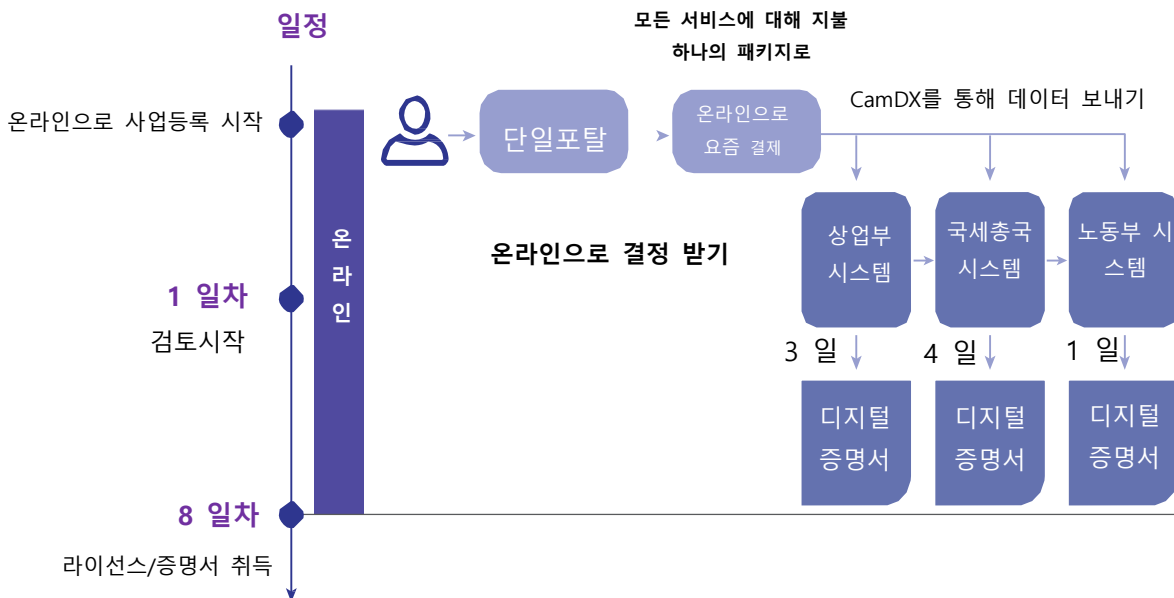 일정
모든 서비스에 대해 지불
하나의 패키지로
온라인으로 사업등록 시작
단일포탈
온라인으로
요즘 결제
CamDX를 통해 데이터 보내기
온
라
인
온라인으로 결정 받기
상업부
시스템
국세총국
시스템
노동부 시
스템
1 일차
검토시작
3 일
4 일
1 일
디지털
증명서
디지털
증명서
디지털
증명서
8 일차
라이선스/증명서 취득